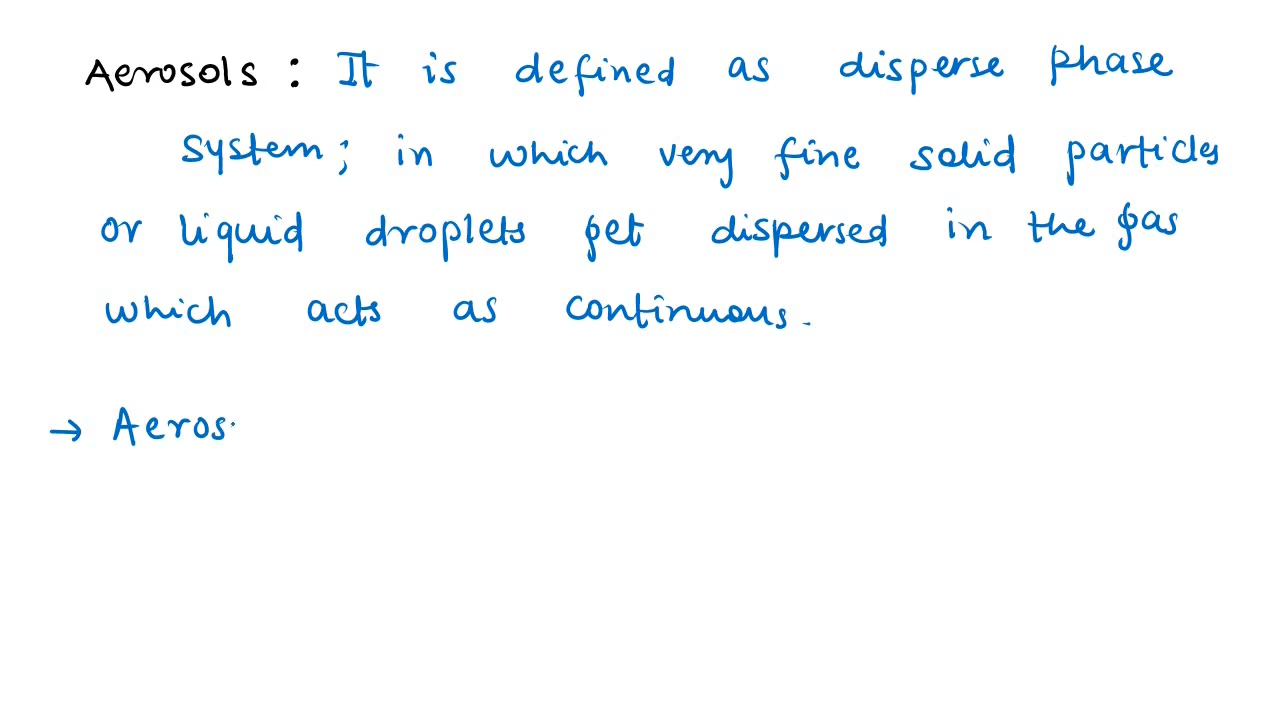 Aerosols : It is defined as disperse phase
system; in which very fine solid particles
or liquid droplets get dispersed in the gas
which acts as continuous.
→ Aeros